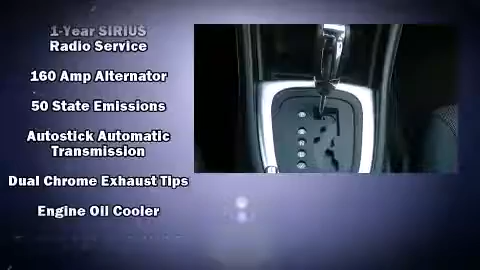 1-Year SIRIUS
Radio Service
160 Amp Alternator
50 State Emissions
Autostick Automatic
Transmission
Dual Chrome Exhaust Tips
Engine Oil Cooler